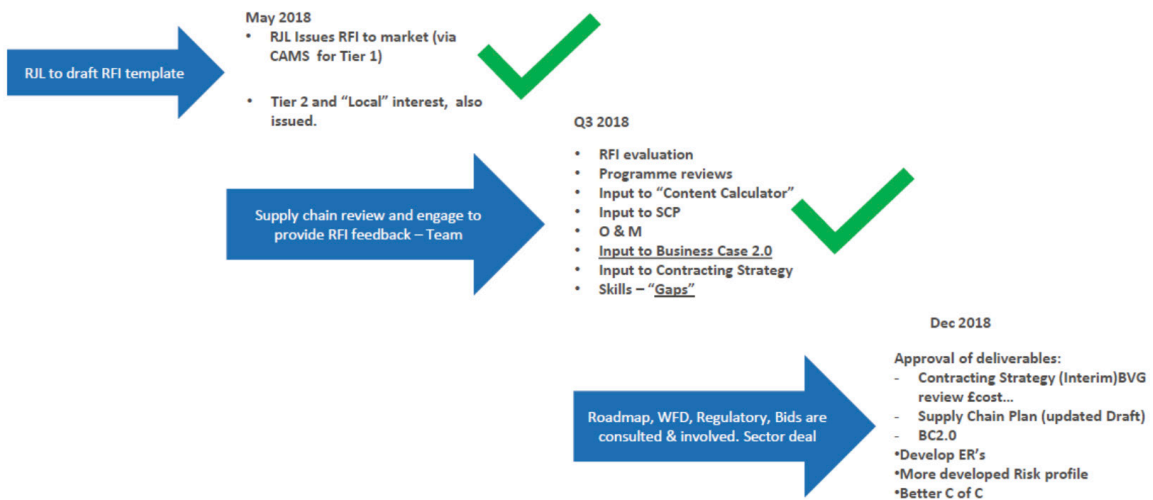 May 2018
• RJL Issues RFI to market (via
CAMS for Tier 1)
RJL to draft RFI template
• Tier 2 and “Local” interest, also
issued.
Q3 2018
• RFI evaluation
• Programme reviews
• Input to “Content Calculator”
• Input to SCP
• O & M
• Input to Business Case 2.0
• Input to Contracting Strategy
• Skills – “Gaps”
Supply chain review and engage to
provide RFI feedback – Team
Dec 2018
Approval of deliverables:
- Contracting Strategy (Interim)BVG
review £cost...
- Supply Chain Plan (updated Draft)
- BC2.0
•Develop ER’s
•More developed Risk profile
•Better C of C
Roadmap, WFD, Regulatory, Bids are
consulted & involved. Sector deal